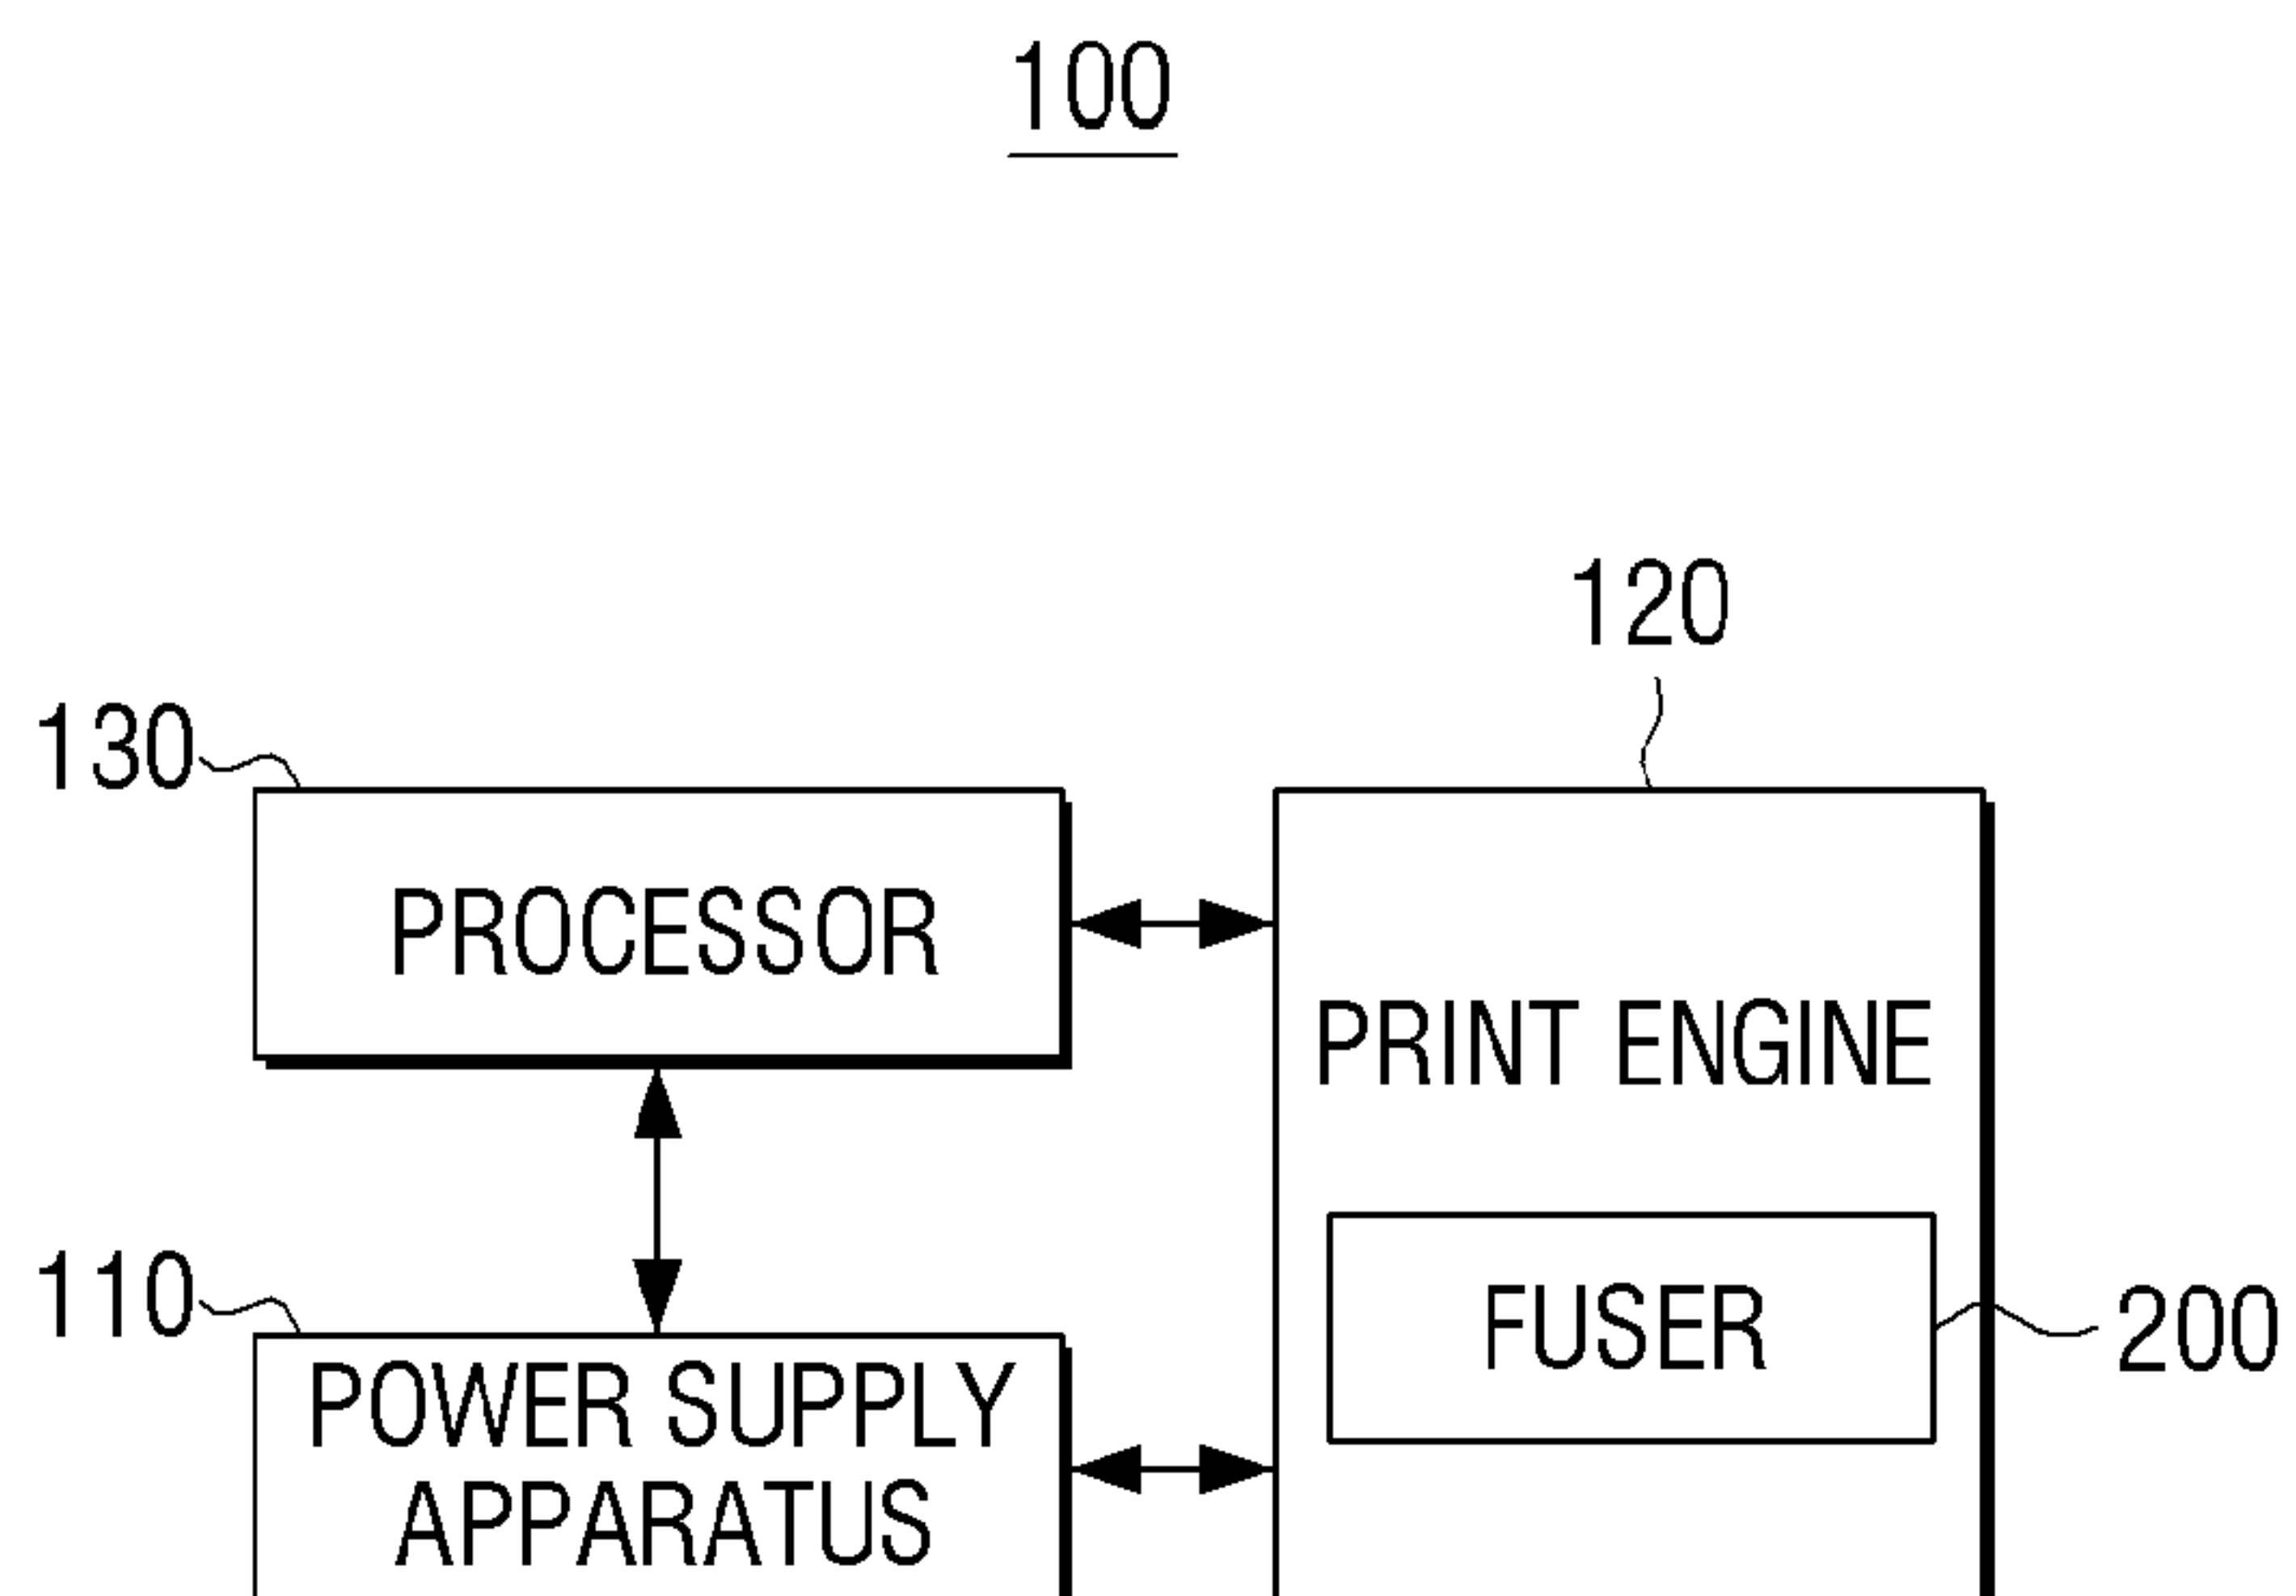 100
120
130
PROCESSOR
PRINT ENGINE
110
FUSER
200
POWER SUPPLY
APPARATUS